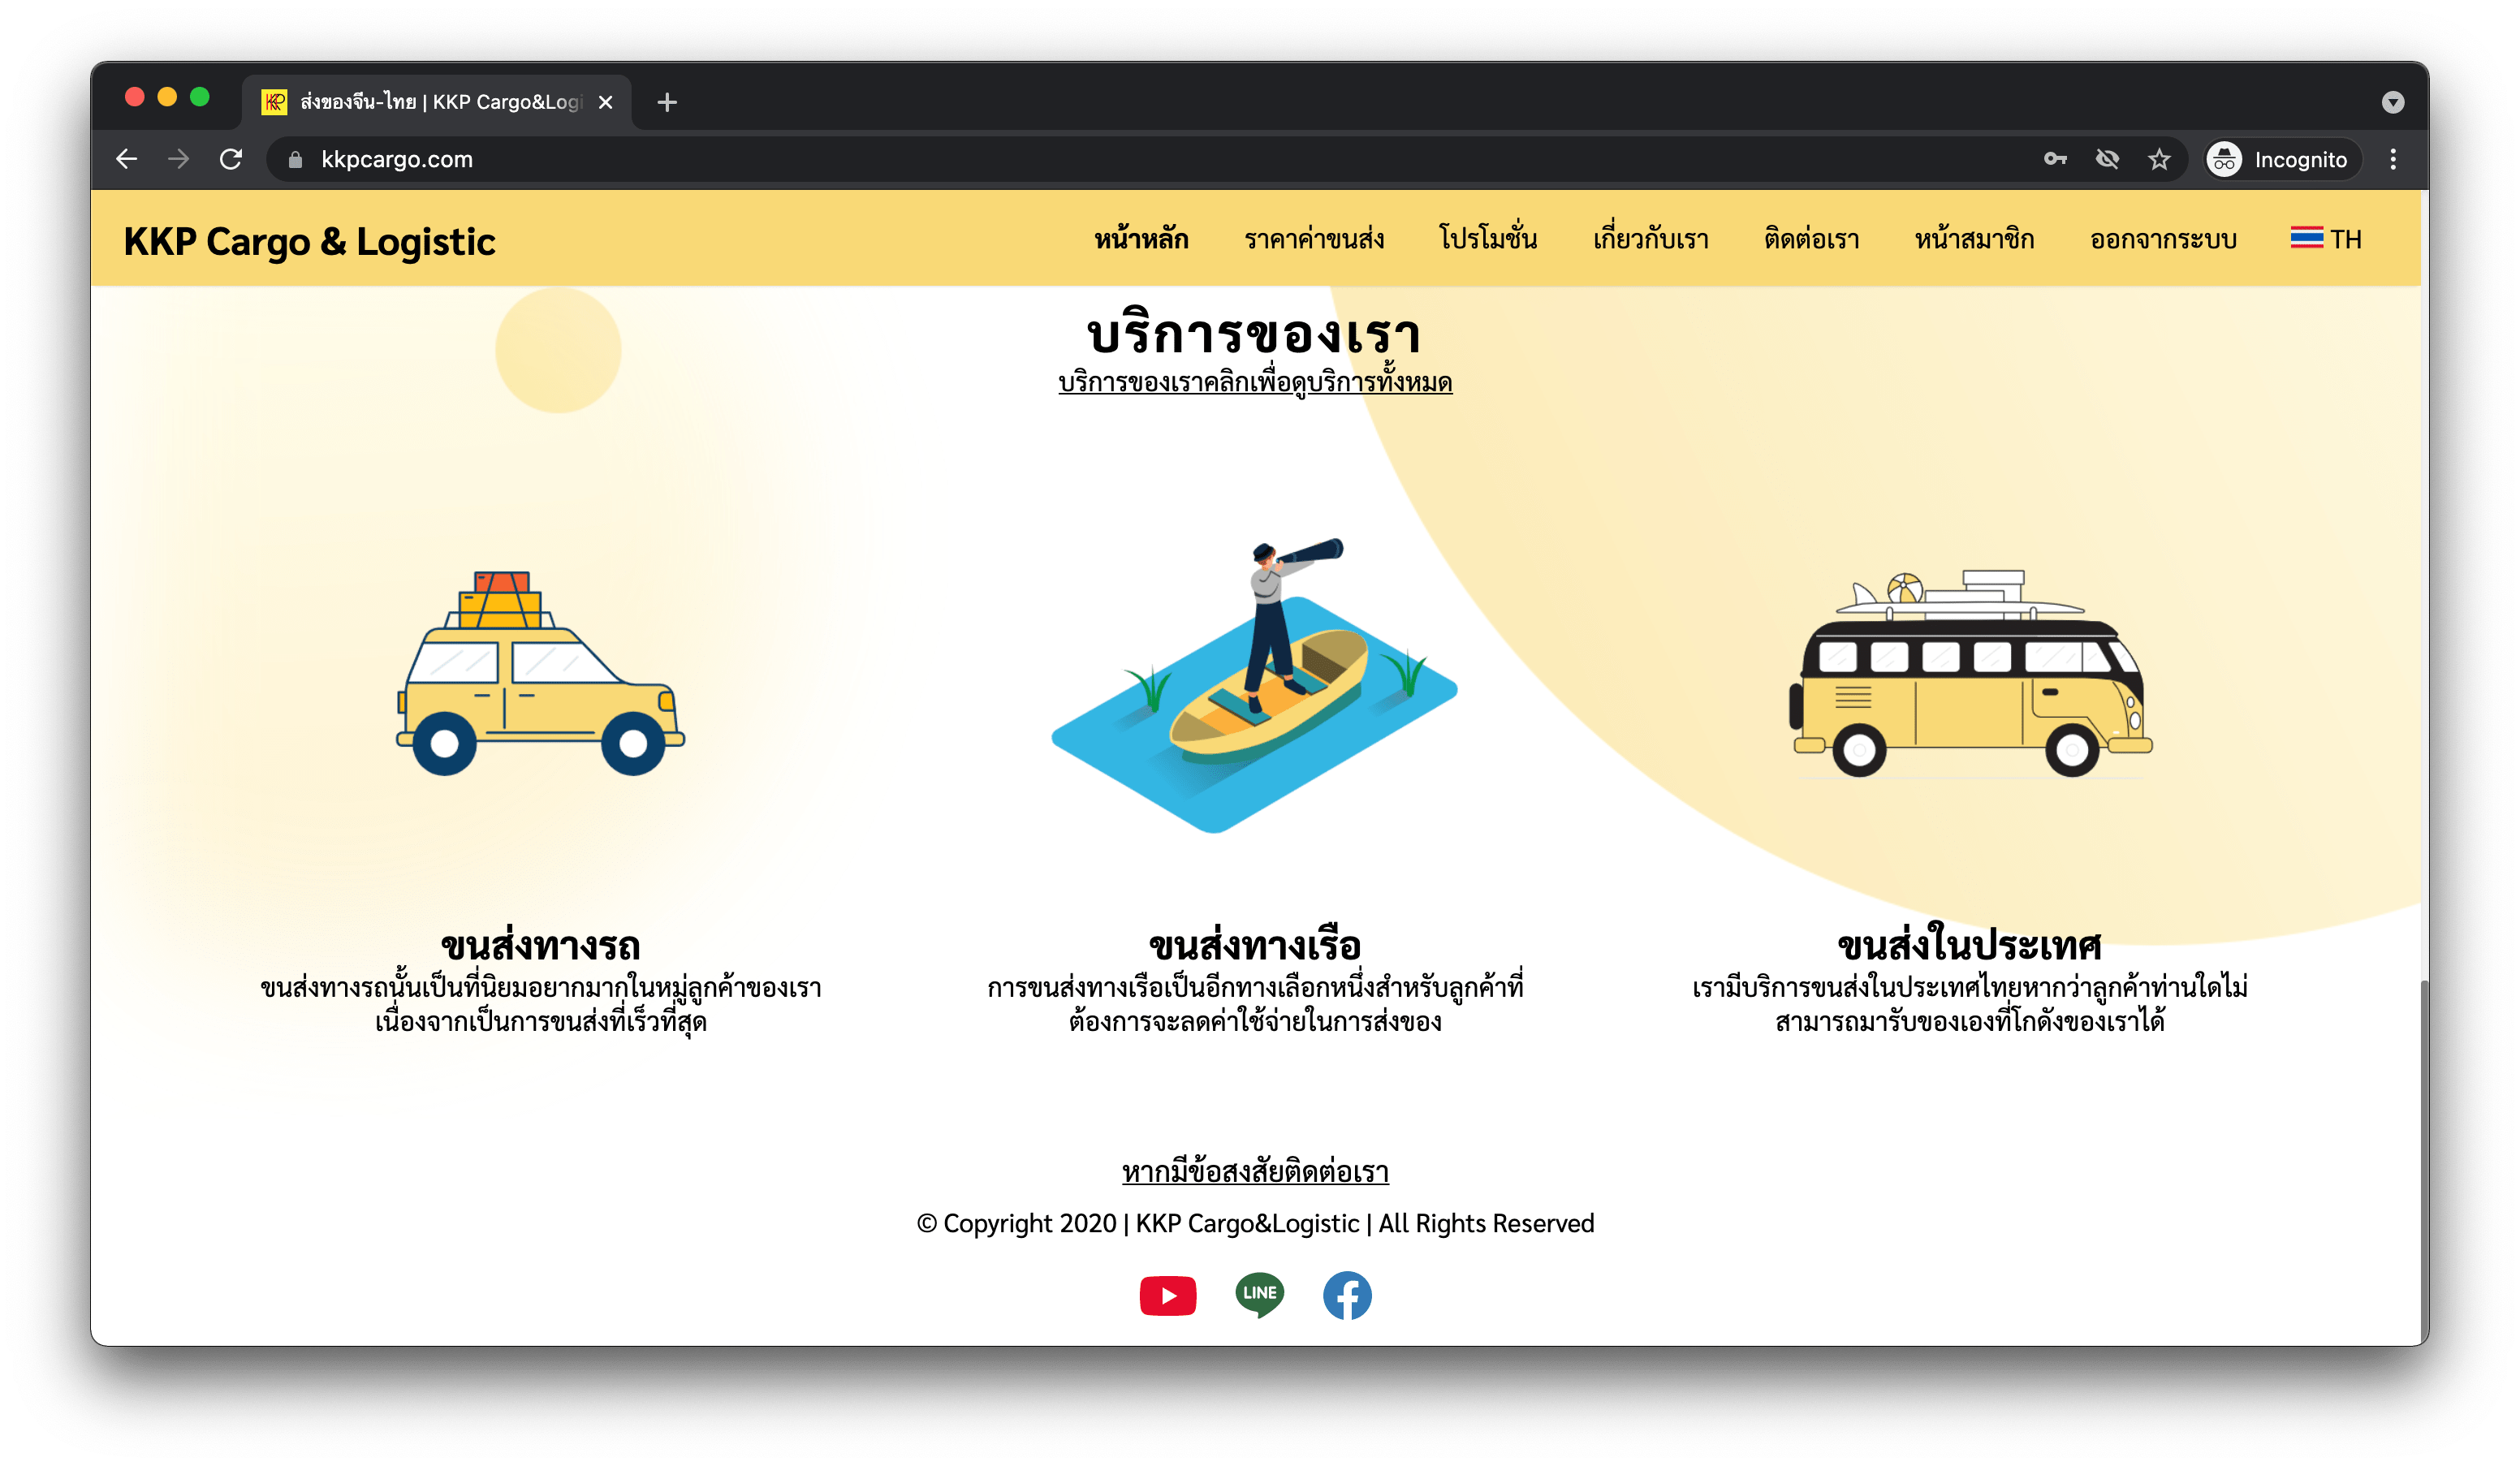 KKP ส่งของจีน-ไทย | KKP Cargo&Logi
kkpcargo.com
Incognito
KKP Cargo & Logistic
หน้าหลัก
ราคาค่าขนส่ง
โปรโมชั่น
เกี่ยวกับเรา
ติดต่อเรา
หน้าสมาชิก
ออกจากระบบ
TH
บริการของเรา
บริการของเราคลิกเพื่อดูบริการทั้งหมด
ขนส่งทางรถ
ขนส่งทางรถนั้นเป็นที่นิยมอยากมากในหมู่ลูกค้าของเรา
เนื่องจากเป็นการขนส่งที่เร็วที่สุด
ขนส่งทางเรือ
การขนส่งทางเรือเป็นอีกทางเลือกหนึ่งสำหรับลูกค้าที่
ต้องการจะลดค่าใช้จ่ายในการส่งของ
ขนส่งในประเทศ
เรามีบริการขนส่งในประเทศไทยหากว่าลูกค้าท่านใดไม่
สามารถมารับของเองที่โกดังของเราได้
หากมีข้อสงสัยติดต่อเรา
© Copyright 2020 | KKP Cargo&Logistic | All Rights Reserved
LINE